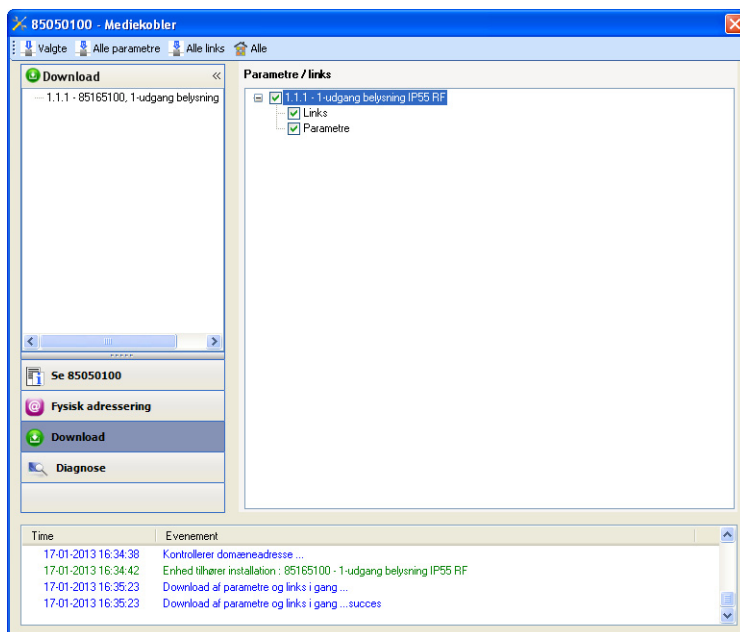 85050100 - Mediekobler
Valgte Alle parametre Alle links Alle
Download «
1.1.1 - 85165100, 1-udgang belysning
Se 85050100
Fysisk adressering
Download
Diagnose
Parametre / links
1.1.1 - 1-udgang belysning IP55 RF
Links
Parametre
Time Evenement
17-01-2013 16:34:38 Kontrollerer domæneadresse ...
17-01-2013 16:34:42 Enhed tilhører installation : 85165100 - 1-udgang belysning IP55 RF
17-01-2013 16:35:23 Download af parametre og links i gang ...
17-01-2013 16:35:23 Download af parametre og links i gang ...succes